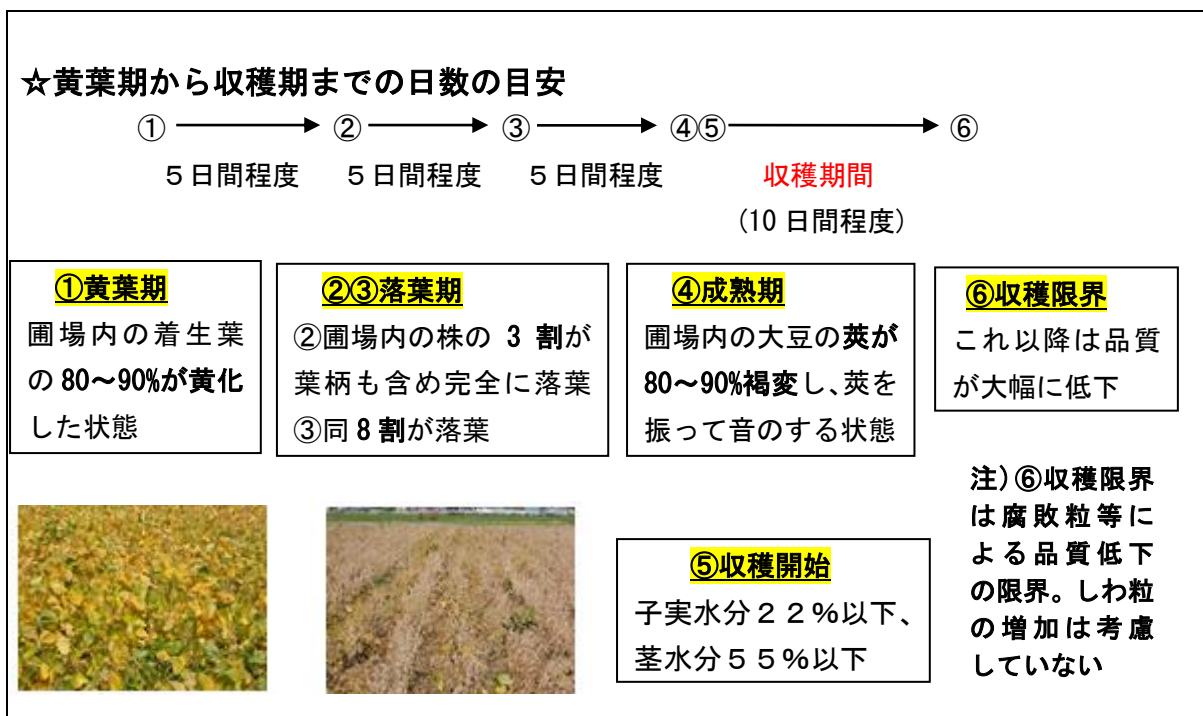 ☆黄葉期から収穫期までの日数の目安
① ② ③ ④⑤ ⑥
５日間程度 ５日間程度 ５日間程度 収穫期間
(10 日間程度)
①黄葉期
圃場内の着生葉
の 80～90%が黄化
した状態
②③落葉期
②圃場内の株の 3 割が
葉柄も含め完全に落葉
③同 8 割が落葉
④成熟期
圃場内の大豆の莢が
80～90%褐変し、莢を
振って音のする状態
⑥収穫限界
これ以降は品質
が大幅に低下
⑤収穫開始
子実水分２２％以下、
茎水分５５％以下
注)⑥収穫限界
は腐敗粒等に
よる品質低下
の限界。しわ粒
の増加は考慮
していない